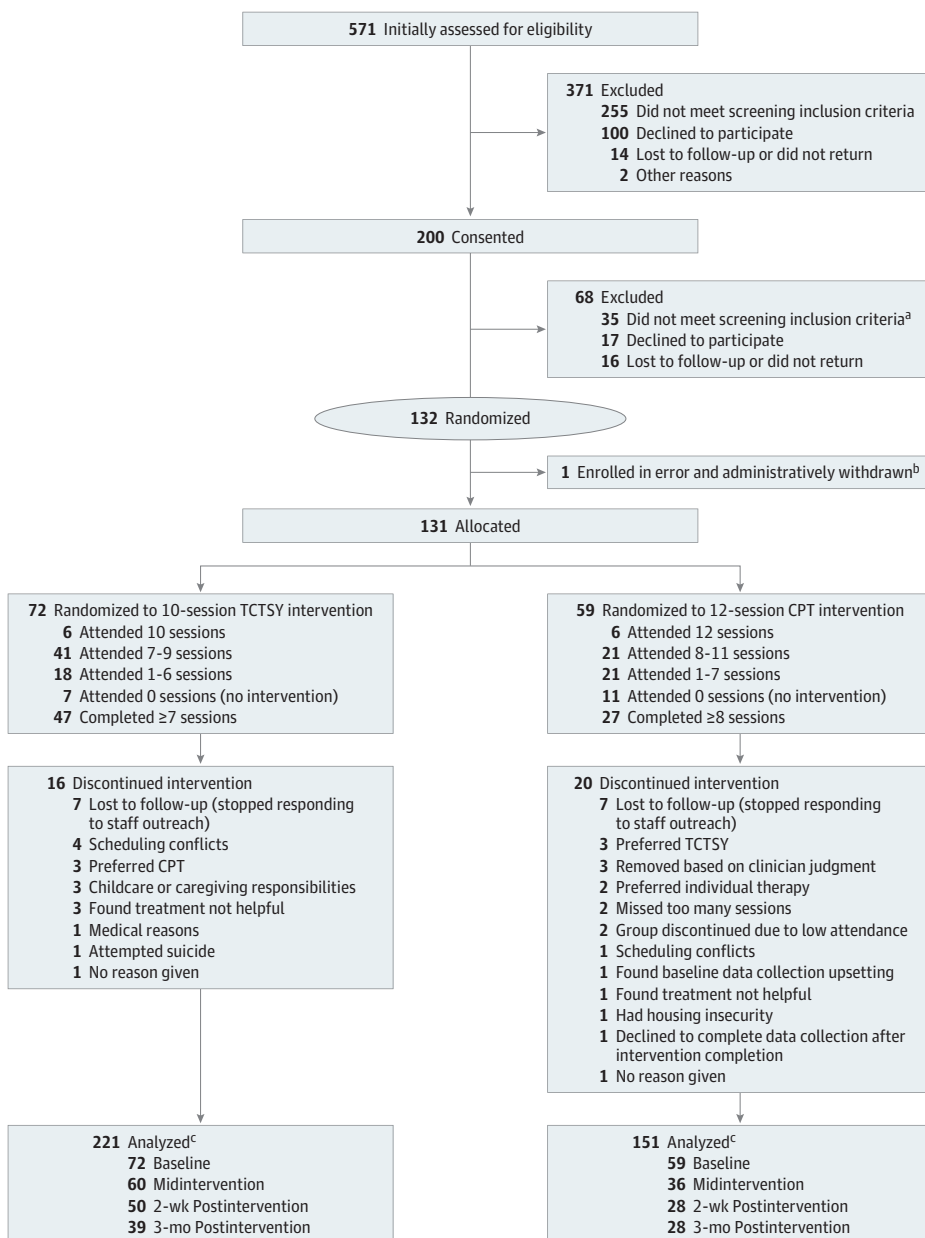 571 Initially assessed for eligibility
371 Excluded
255 Did not meet screening inclusion criteria
100 Declined to participate
14 Lost to follow-up or did not return
2 Other reasons
200 Consented
68 Excluded
35 Did not meet screening inclusion criteriaa
17 Declined to participate
16 Lost to follow-up or did not return
132 Randomized
1 Enrolled in error and administratively withdrawnb
131 Allocated
72 Randomized to 10-session TCTSY intervention
6 Attended 10 sessions
41 Attended 7-9 sessions
18 Attended 1-6 sessions
7 Attended 0 sessions (no intervention)
47 Completed ≥7 sessions
59 Randomized to 12-session CPT intervention
6 Attended 12 sessions
21 Attended 8-11 sessions
21 Attended 1-7 sessions
11 Attended 0 sessions (no intervention)
27 Completed ≥8 sessions
16 Discontinued intervention
7 Lost to follow-up (stopped responding
to staff outreach)
4 Scheduling conflicts
3 Preferred CPT
3 Childcare or caregiving responsibilities
3 Found treatment not helpful
1 Medical reasons
1 Attempted suicide
1 No reason given
20 Discontinued intervention
7 Lost to follow-up (stopped responding
to staff outreach)
3 Preferred TCTSY
3 Removed based on clinician judgment
2 Preferred individual therapy
2 Missed too many sessions
2 Group discontinued due to low attendance
1 Scheduling conflicts
1 Found baseline data collection upsetting
1 Found treatment not helpful
1 Had housing insecurity
1 Declined to complete data collection after
intervention completion
1 No reason given
221 Analyzedc
72 Baseline
60 Midintervention
50 2-wk Postintervention
39 3-mo Postintervention
151 Analyzedc
59 Baseline
36 Midintervention
28 2-wk Postintervention
28 3-mo Postintervention